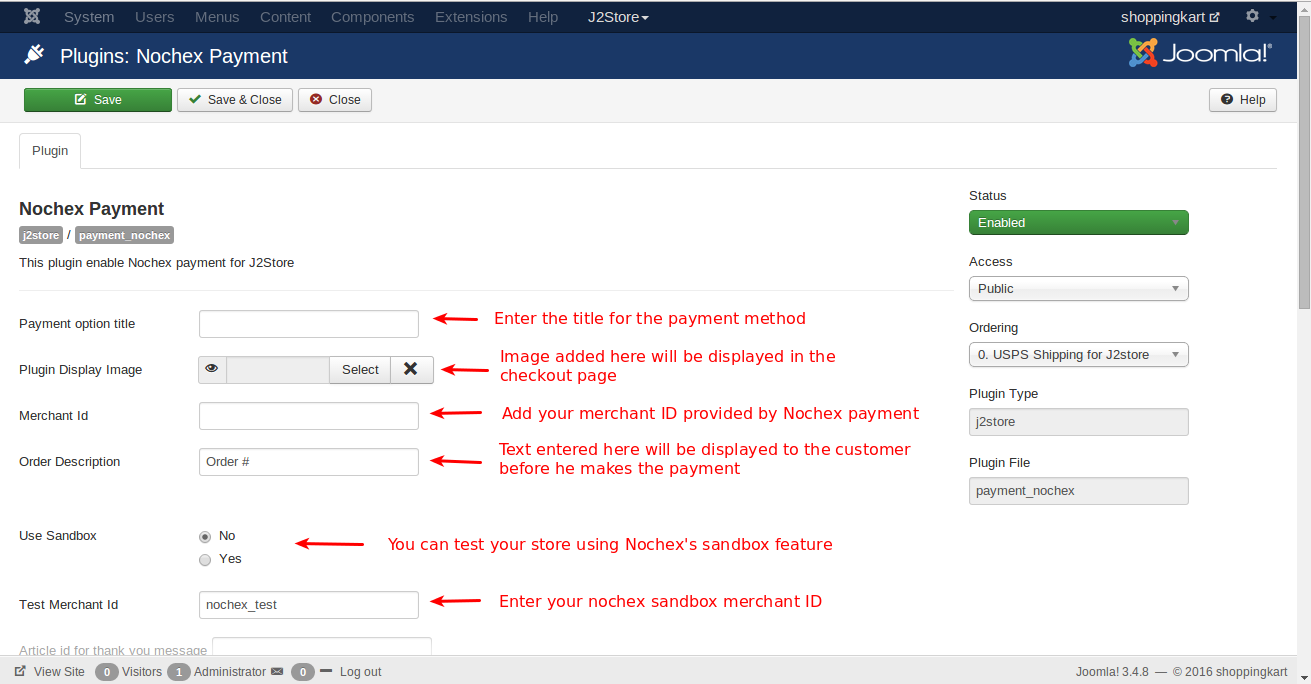 System Users Menus Content Components Extensions Help J2Store shoppingkart
Plugins: Nochex Payment Joomla!®
Save Save & Close Close Help
Plugin
Nochex Payment
j2store / payment_nochex
This plugin enable Nochex payment for J2Store
Payment option title Enter the title for the payment method
Plugin Display Image Select Image added here will be displayed in the
checkout page
Merchant Id Add your merchant ID provided by Nochex payment
Order Description Order # Text entered here will be displayed to the customer
before he makes the payment
Use Sandbox No
Yes
You can test your store using Nochex's sandbox feature
Test Merchant Id nochex_test Enter your nochex sandbox merchant ID
Article id for thank you message
Status
Enabled
Access
Public
Ordering
0. USPS Shipping for J2store
Plugin Type
j2store
Plugin File
payment_nochex
View Site 0 Visitors 1 Administrator 0 Log out Joomla! 3.4.8 — © 2016 shoppingkart